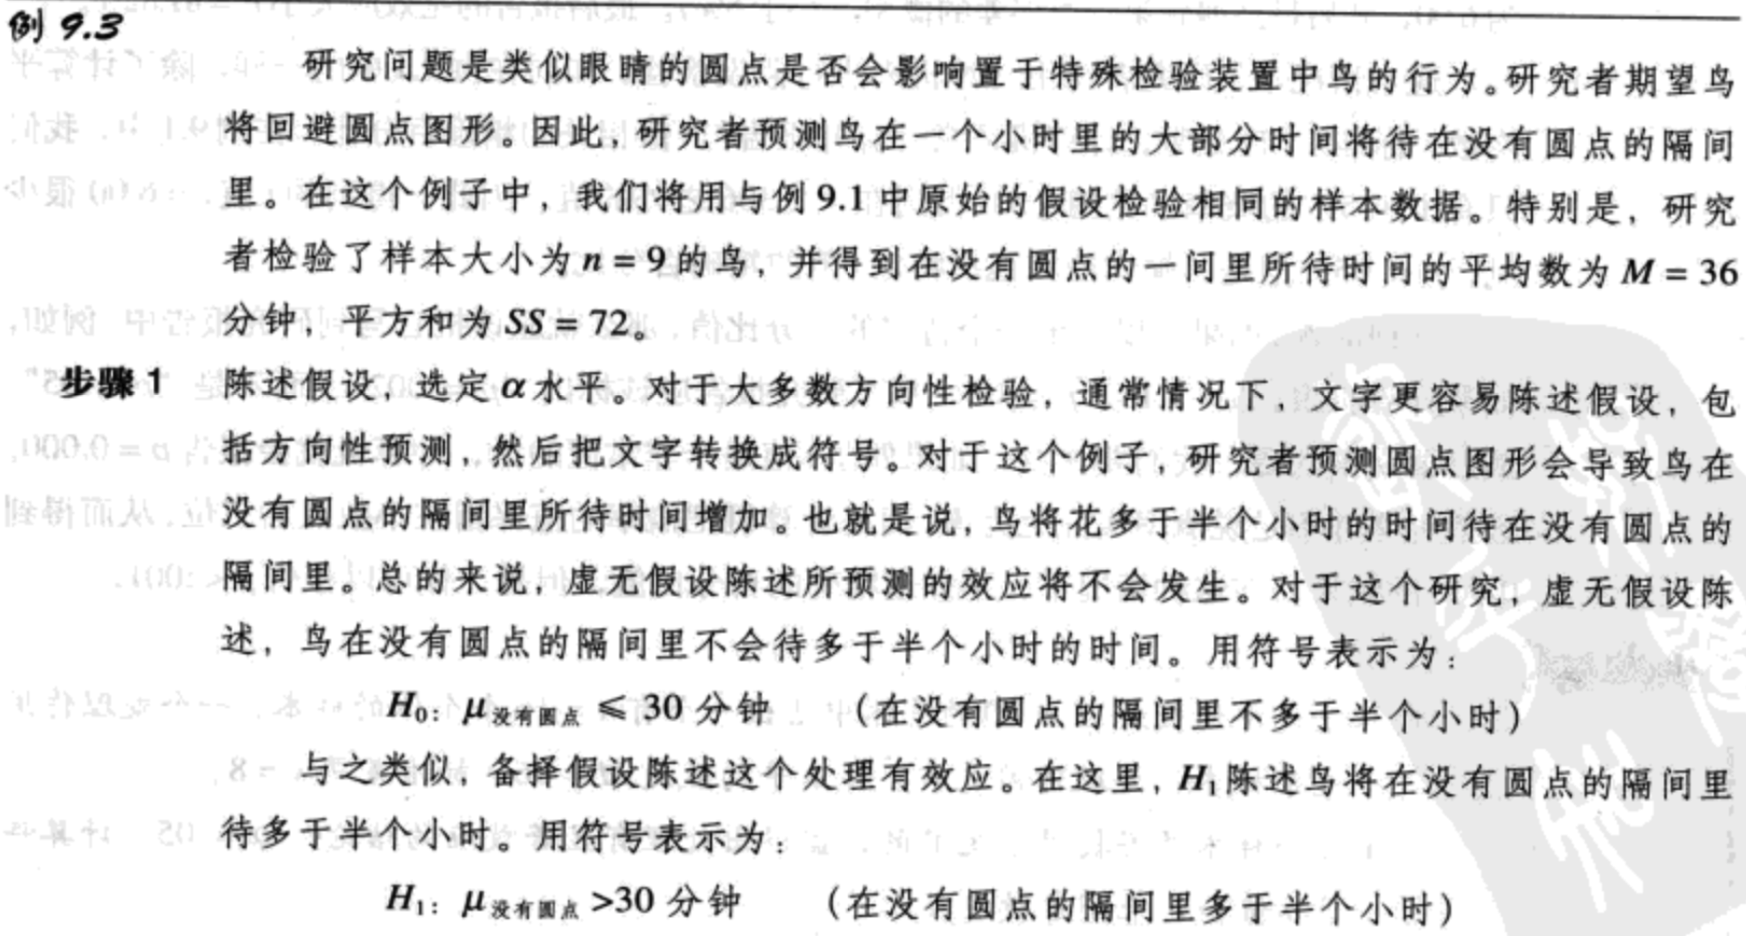 例 9.3
研究问题是类似眼睛的圆点是否会影响置于特殊检验装置中鸟的行为。研究者期望鸟
将回避圆点图形。因此，研究者预测鸟在一个小时里的大部分时间将待在没有圆点的隔间
里。在这个例子中，我们将用与例 9.1 中原始的假设检验相同的样本数据。特别是，研究
者检验了样本大小为 n = 9 的鸟，并得到在没有圆点的一间里所待时间的平均数为 M = 36
分钟，平方和为 SS = 72。
步骤 1 陈述假设，选定 α 水平。对于大多数方向性检验，通常情况下，文字更容易陈述假设，包
括方向性预测，然后把文字转换成符号。对于这个例子，研究者预测圆点图形会导致鸟在
没有圆点的隔间里所待时间增加。也就是说，鸟将花多于半个小时的时间待在没有圆点的
隔间里。总的来说，虚无假设陈述所预测的效应将不会发生。对于这个研究，虚无假设陈
述，鸟在没有圆点的隔间里不会待多于半个小时的时间。用符号表示为：
H₀：μ没有圆点 ≤ 30 分钟 （在没有圆点的隔间里不多于半个小时）
与之类似，备择假设陈述这个处理有效应。在这里，H₁陈述鸟将在没有圆点的隔间里
待多于半个小时。用符号表示为：
H₁：μ没有圆点 >30 分钟 （在没有圆点的隔间里多于半个小时）